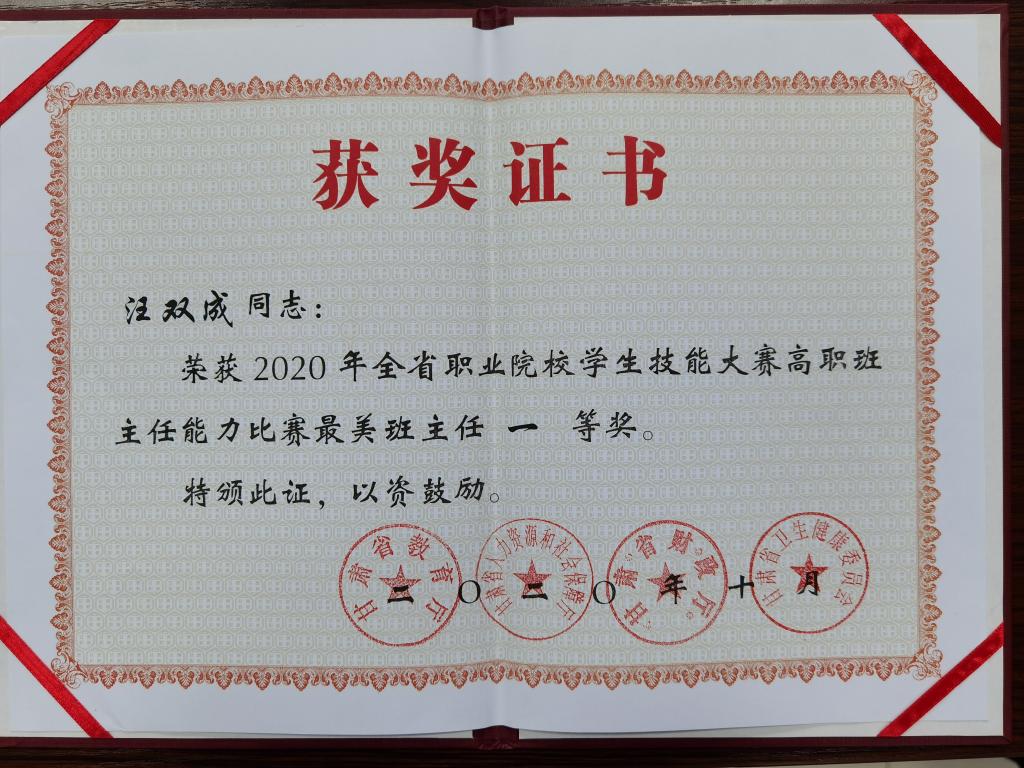 获奖证书
汪双成 同志：
荣获 2020 年全省职业院校学生技能大赛高职班
主任能力比赛最美班主任 一 等奖。
特颁此证，以资鼓励。
甘肃省教育厅
甘肃省人力资源和社会保障厅
甘肃省财政厅
甘肃省卫生健康委员会
二〇二〇年十月